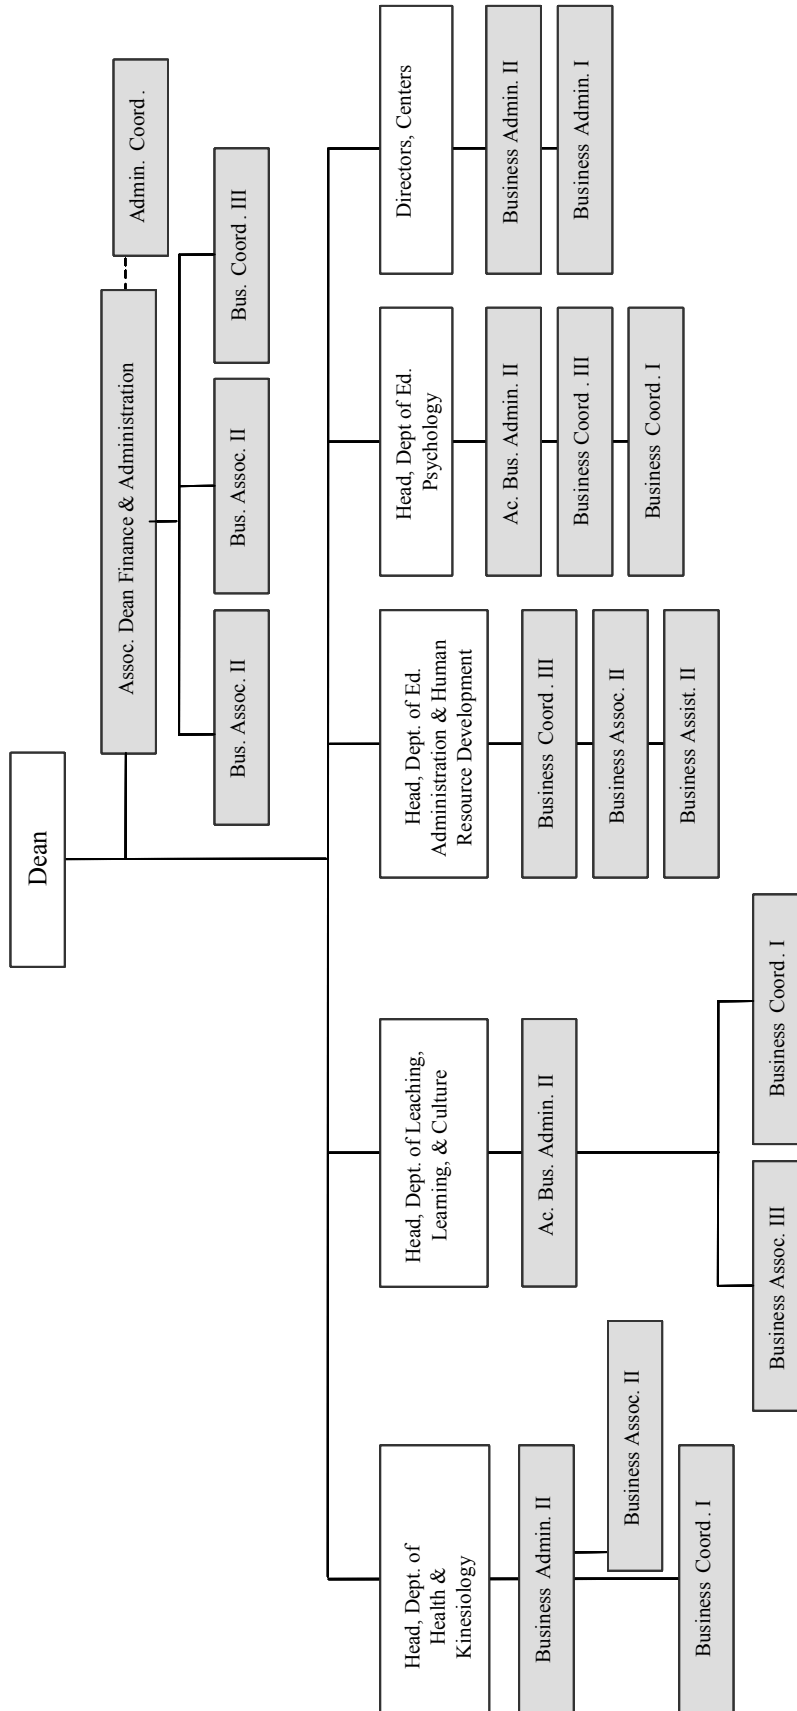 Dean
Assoc. Dean Finance & Administration
Admin. Coord .
Bus. Assoc. II
Bus. Assoc. II
Bus. Coord . III
Head, Dept. of
Health &
Kinesiology
Business Admin. II
Business Assoc. II
Business Coord . I
Head, Dept. of Leaching,
Learning, & Culture
Ac. Bus. Admin. II
Business Assoc. III
Business Coord . I
Head, Dept. of Ed.
Administration & Human
Resource Development
Business Coord . III
Business Assoc. II
Business Assist. II
Head, Dept of Ed.
Psychology
Ac. Bus. Admin. II
Business Coord . III
Business Coord . I
Directors, Centers
Business Admin. II
Business Admin. I